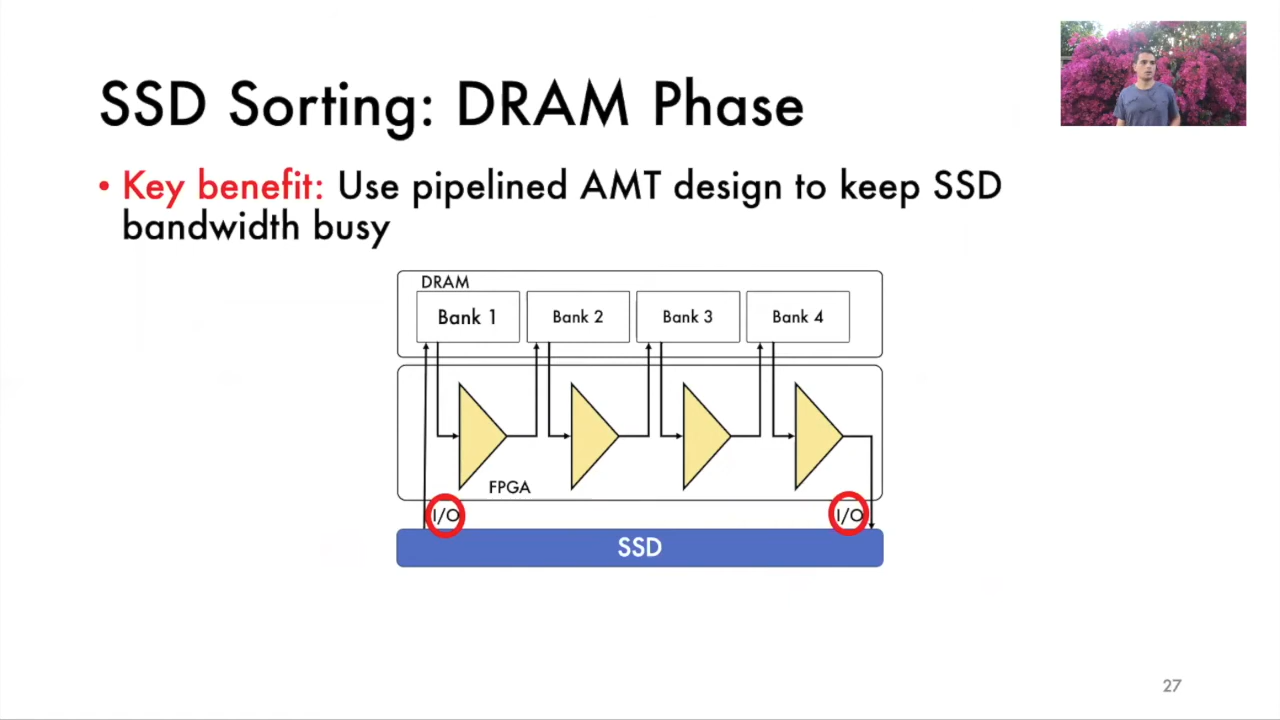 SSD Sorting: DRAM Phase
• Key benefit: Use pipelined AMT design to keep SSD
bandwidth busy
DRAM
Bank 1
Bank 2
Bank 3
Bank 4
FPGA
I/O
I/O
SSD
27